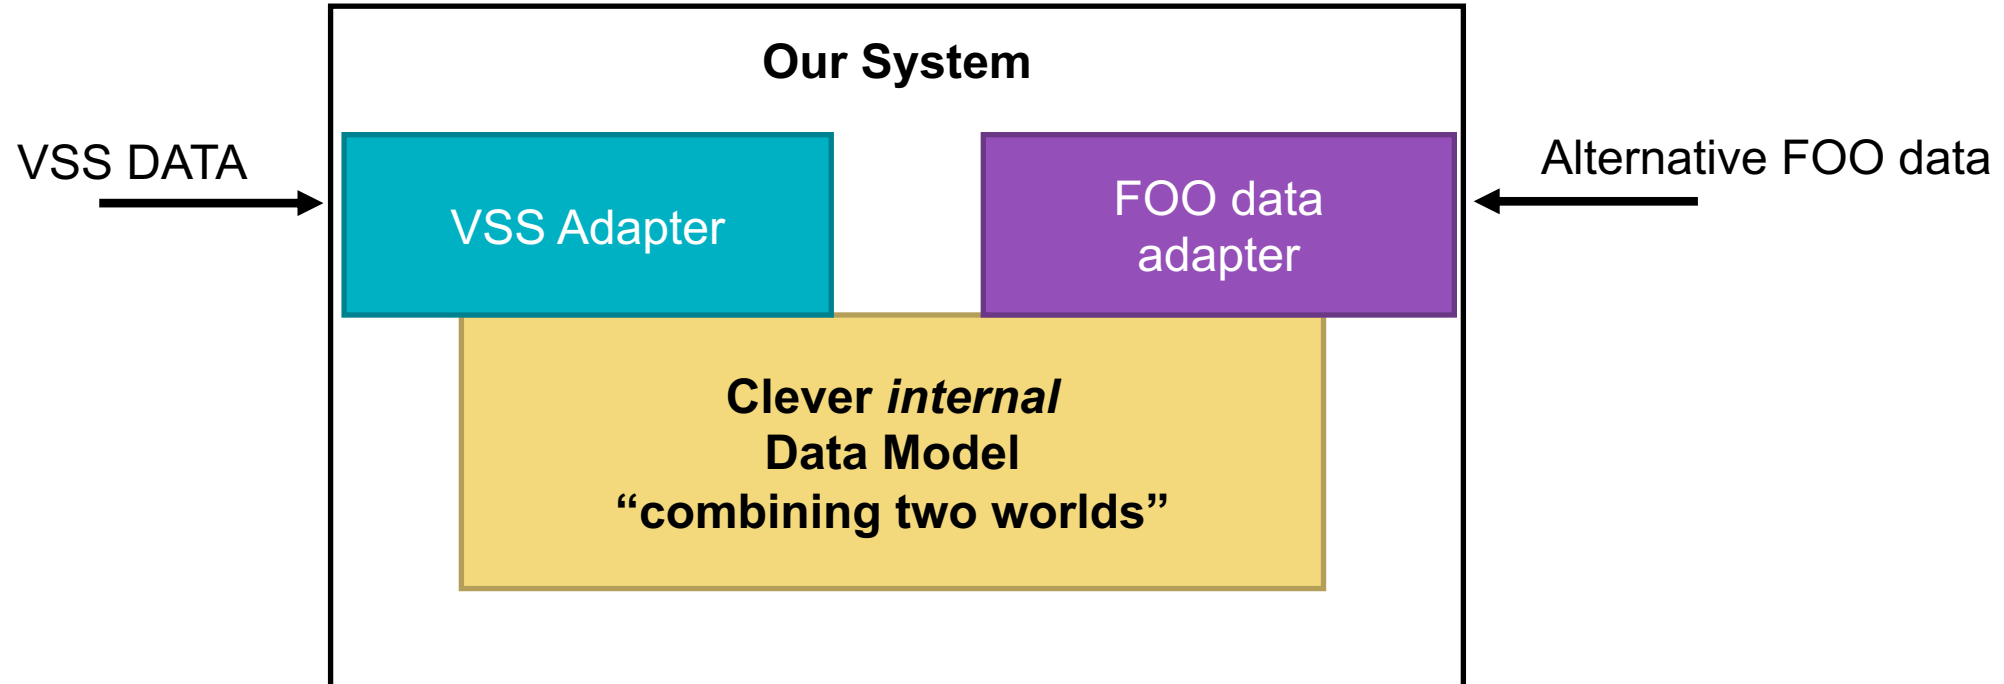 Our System
VSS DATA
Alternative FOO data
VSS Adapter
FOO data
adapter
Clever internal
Data Model
“combining two worlds”